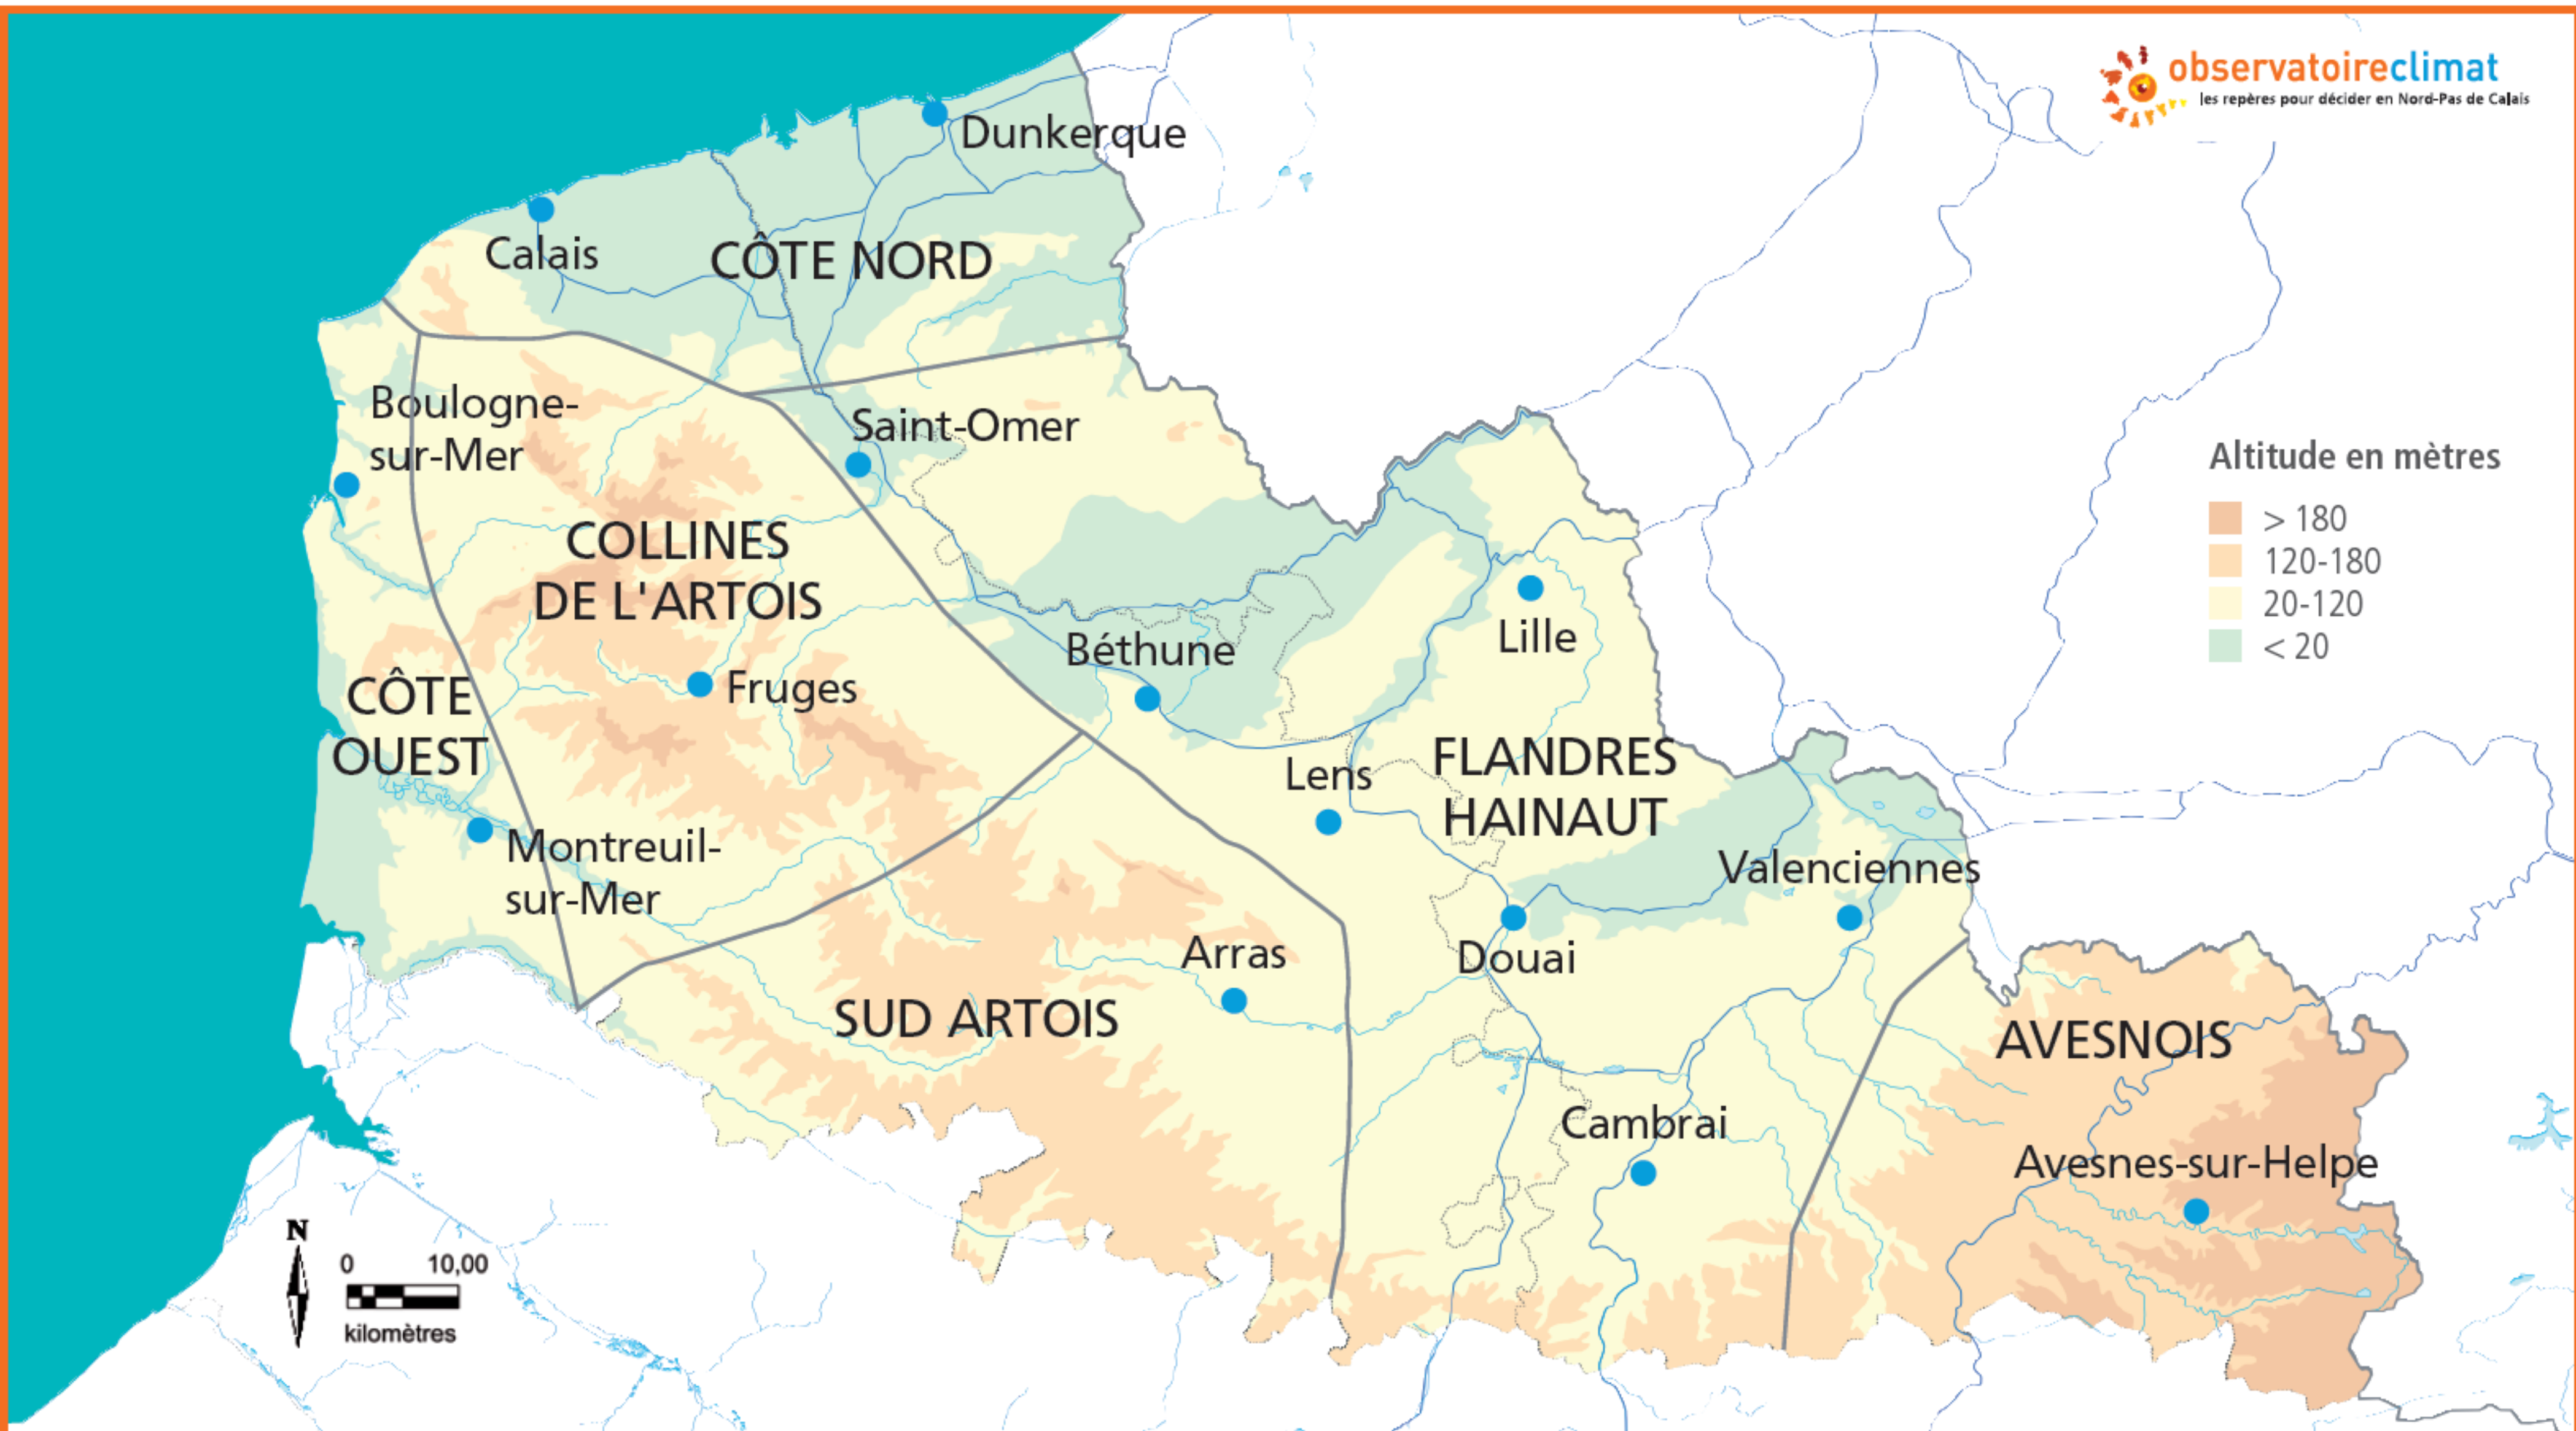 observatoireclimat
les repères pour décider en Nord-Pas de Calais
Dunkerque
Calais
CÔTE NORD
Boulogne-
sur-Mer
Saint-Omer
Altitude en mètres
> 180
120-180
20-120
< 20
COLLINES
DE L'ARTOIS
Lille
Béthune
Fruges
CÔTE
OUEST
FLANDRES
HAINAUT
Lens
Montreuil-
sur-Mer
Valenciennes
Arras
Douai
SUD ARTOIS
AVESNOIS
Cambrai
Avesnes-sur-Helpe
N
0 10,00
kilomètres